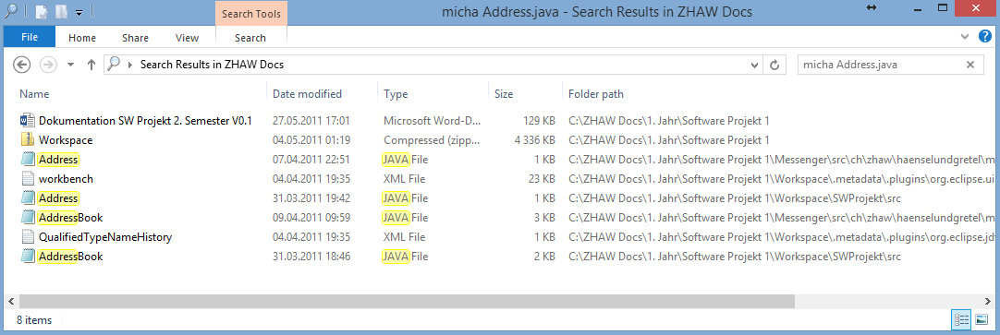 Search Tools
micha Address.java - Search Results in ZHAW Docs
File Home Share View Search
Search Results in ZHAW Docs
micha Address.java
Name Date modified Type Size Folder path
Dokumentation SW Projekt 2. Semester V0.1 27.05.2011 17:01 Microsoft Word-D... 129 KB C:\ZHAW Docs\1. Jahr\Software Projekt 1
Workspace 04.05.2011 01:19 Compressed (zipp... 4 336 KB C:\ZHAW Docs\1. Jahr\Software Projekt 1
Address 07.04.2011 22:51 JAVA File 1 KB C:\ZHAW Docs\1. Jahr\Software Projekt 1\Messenger\src\ch\zhaw\haenselundgretel\m
workbench 04.04.2011 19:35 XML File 23 KB C:\ZHAW Docs\1. Jahr\Software Projekt 1\Workspace\.metadata\.plugins\org.eclipse.ui
Address 31.03.2011 19:42 JAVA File 1 KB C:\ZHAW Docs\1. Jahr\Software Projekt 1\Workspace\SWProjekt\src
AddressBook 09.04.2011 09:59 JAVA File 3 KB C:\ZHAW Docs\1. Jahr\Software Projekt 1\Messenger\src\ch\zhaw\haenselundgretel\m
QualifiedTypeNameHistory 04.04.2011 19:35 XML File 1 KB C:\ZHAW Docs\1. Jahr\Software Projekt 1\Workspace\.metadata\.plugins\org.eclipse.jd
AddressBook 31.03.2011 18:46 JAVA File 2 KB C:\ZHAW Docs\1. Jahr\Software Projekt 1\Workspace\SWProjekt\src
8 items